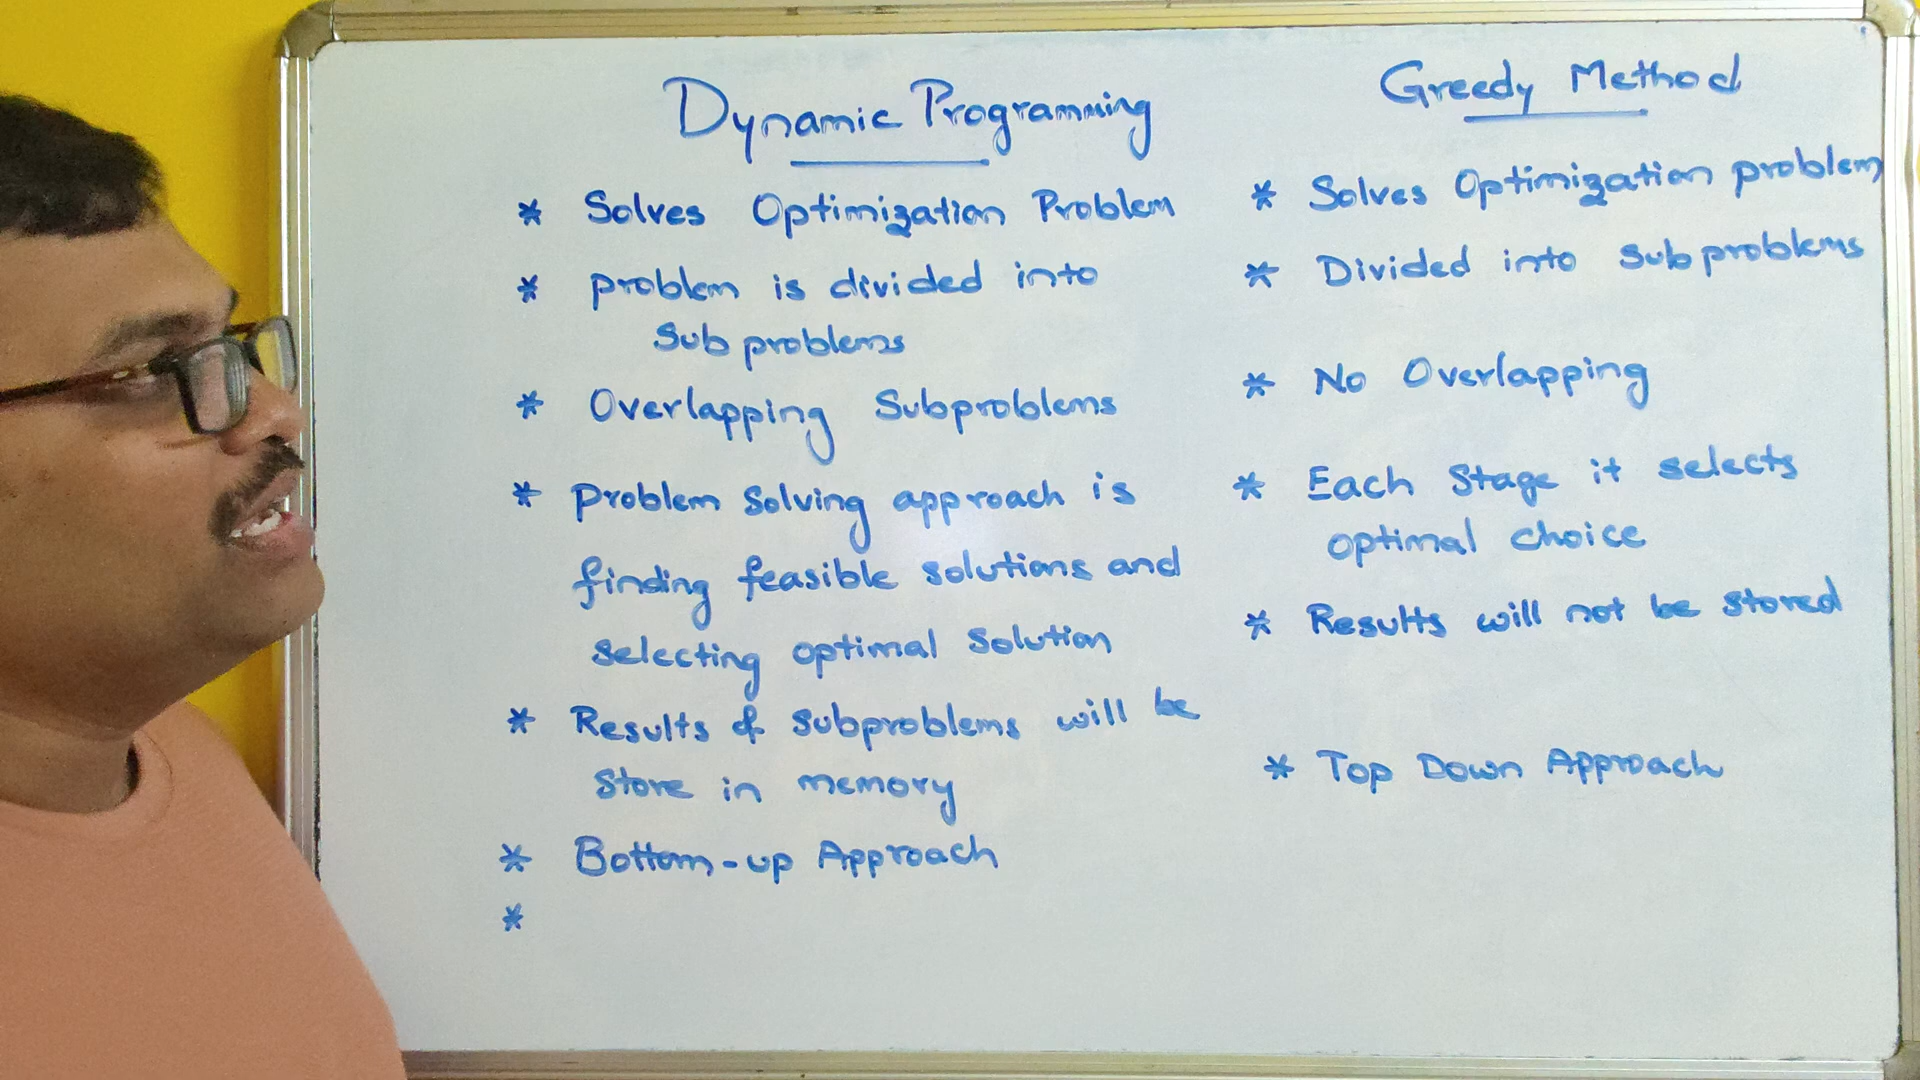 Dynamic Programming
* Solves Optimization Problem
* problem is divided into
Sub problems
* Overlapping Subproblems
* Problem Solving approach is
finding feasible solutions and
selecting optimal solution
* Results of subproblems will be
store in memory
* Bottom-up Approach
*
Greedy Method
* Solves Optimization problem
* Divided into subproblems
* No Overlapping
* Each Stage it selects
optimal choice
* Results will not be stored
* Top Down Approach